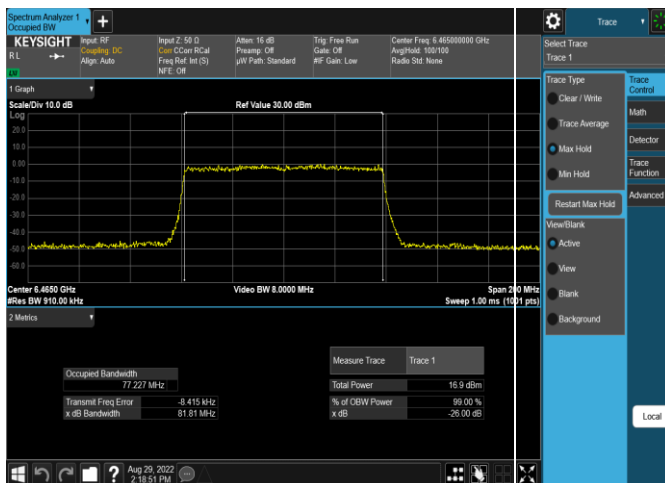 Spectrum Analyzer 1
Occupied BW
Trace
KEYSIGHT
R L
Input: RF
Coupling: DC
Align: Auto
Input Z: 50 Ω
Corr CCorr RCal
Freq Ref: Int (S)
NFE: Off
Atten: 16 dB
Preamp: Off
µW Path: Standard
Trig: Free Run
Gate: Off
#IF Gain: Low
Center Freq: 6.465000000 GHz
Avg|Hold: 100/100
Radio Std: None
Select Trace
Trace 1
1 Graph
Scale/Div 10.0 dB
Ref Value 30.00 dBm
Log
20.0
10.0
0.00
-10.0
-20.0
-30.0
-40.0
-50.0
-60.0
Center 6.4650 GHz
#Res BW 910.00 kHz
Video BW 8.0000 MHz
Span 200 MHz
Sweep 1.00 ms (1001 pts)
Trace Type
Clear / Write
Trace Average
Max Hold
Min Hold
Restart Max Hold
View/Blank
Active
View
Blank
Background
Trace Control
Math
Detector
Trace Function
Advanced
Local
2 Metrics
Occupied Bandwidth
77.227 MHz
Transmit Freq Error -8.415 kHz
x dB Bandwidth 81.81 MHz
Measure Trace Trace 1
Total Power 16.9 dBm
% of OBW Power 99.00 %
x dB -26.00 dB
?
Aug 29, 2022
2:18:51 PM